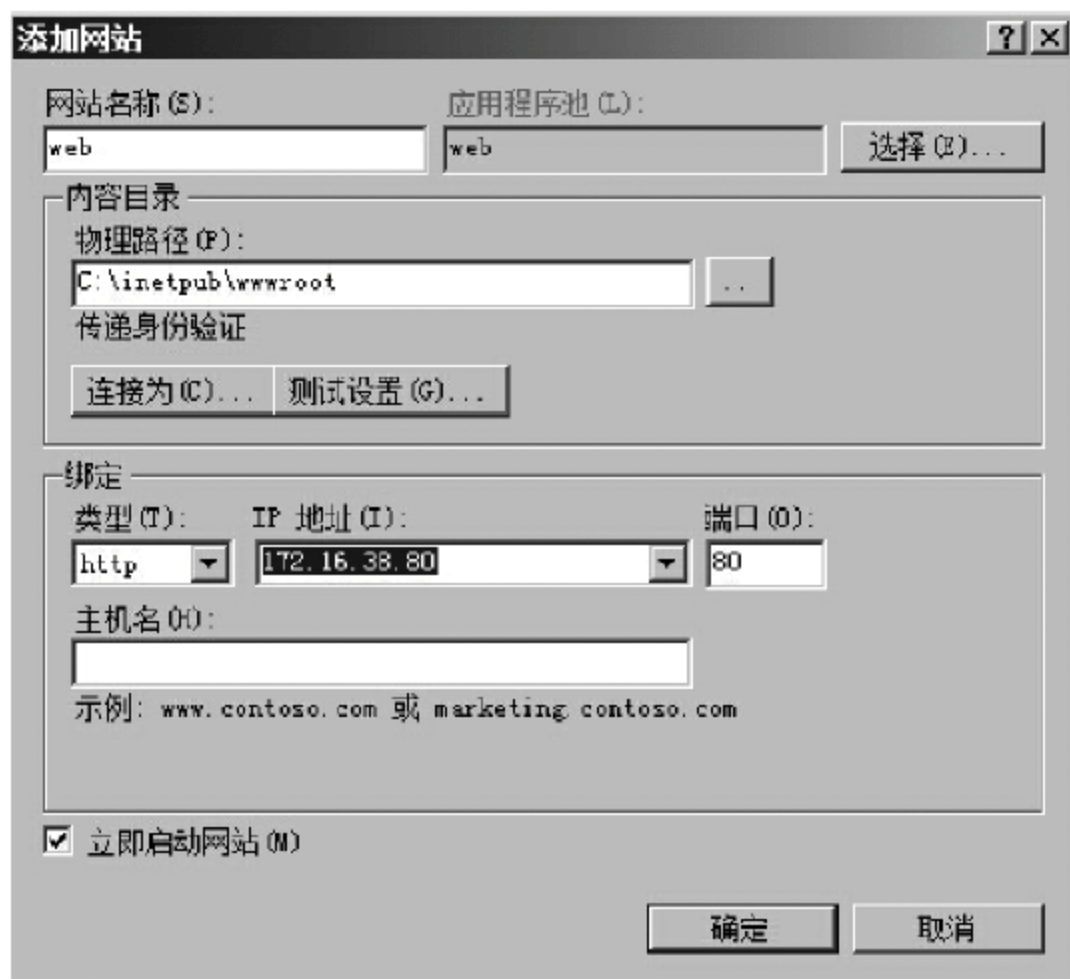 添加网站
网站名称(S): 应用程序池(L):
web web 选择(E)...
内容目录
物理路径(P):
C:\inetpub\wwwroot ..
传递身份验证
连接为(C)... 测试设置(G)...
绑定
类型(T): IP 地址(I): 端口(O):
http 172.16.38.80 80
主机名(H):
示例: www.contoso.com 或 marketing.contoso.com
立即启动网站(M)
确定 取消